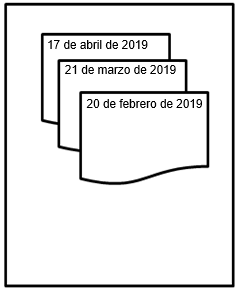 17 de abril de 2019
21 de marzo de 2019
20 de febrero de 2019